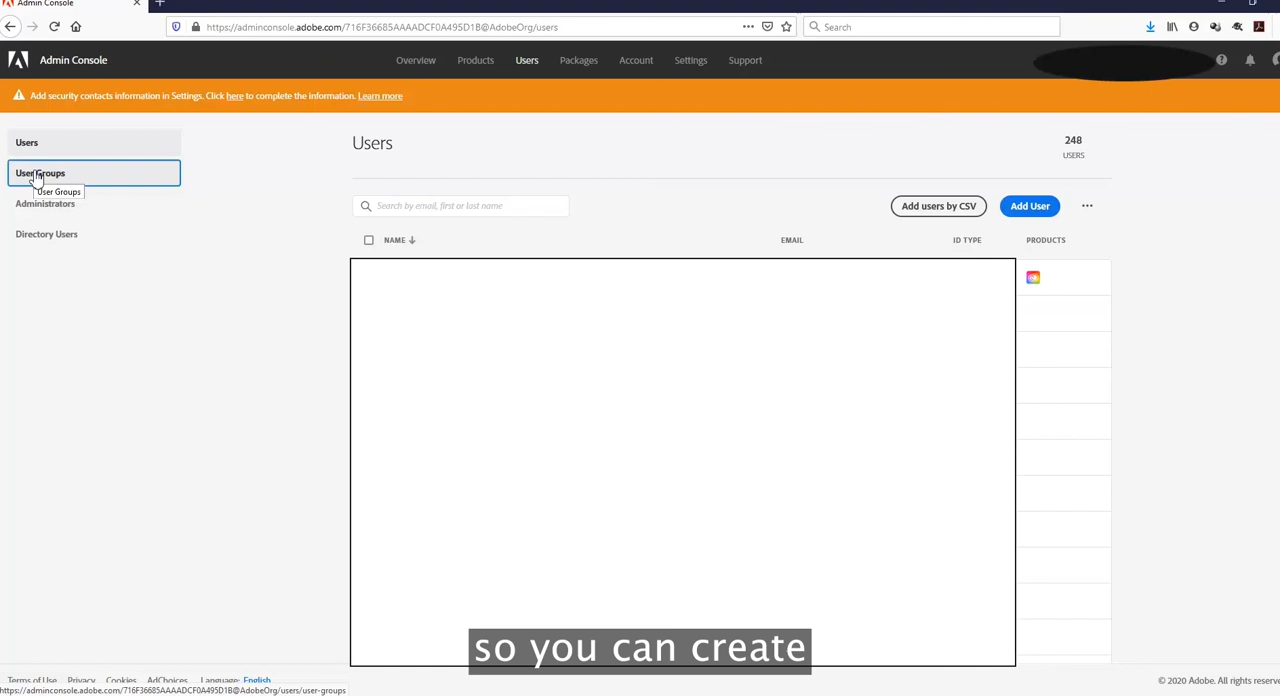 Admin Console
https://adminconsole.adobe.com/716F36685AAAADCF0A495D1B@AdobeOrg/users
Search
Admin Console
Overview
Products
Users
Packages
Account
Settings
Support
Add security contacts information in Settings. Click here to complete the information. Learn more
Users
User Groups
User Groups
Administrators
Directory Users
Users
248
USERS
Search by email, first or last name
Add users by CSV
Add User
NAME
EMAIL
ID TYPE
PRODUCTS
so you can create
Terms of Use
Privacy
Cookies
AdChoices
Language: English
© 2020 Adobe. All rights reserve
https://adminconsole.adobe.com/716F36685AAAADCF0A495D1B@AdobeOrg/users/user-groups